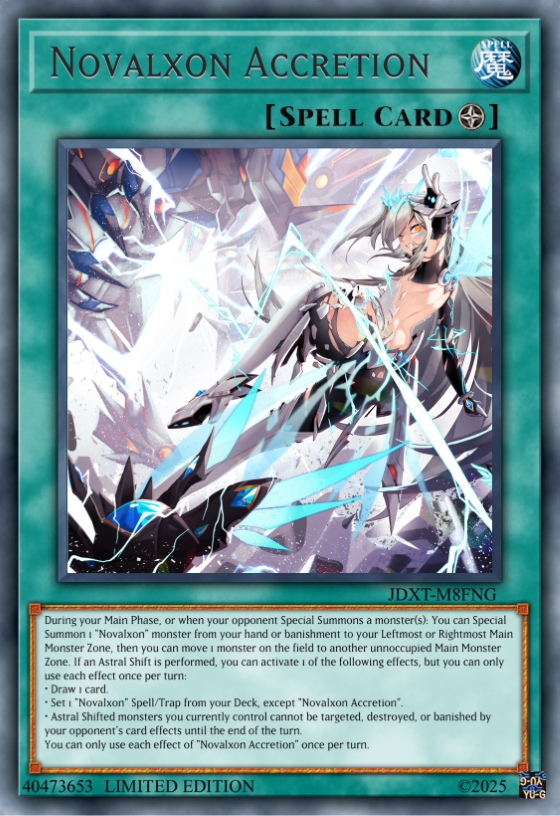 NOVALXON ACCRETION
SPELL
魔
[SPELL CARD]
JDXT-M8FNG
During your Main Phase, or when your opponent Special Summons a monster(s): You can Special
Summon 1 "Novalxon" monster from your hand or banishment to your Leftmost or Rightmost Main
Monster Zone, then you can move 1 monster on the field to another unnoccupied Main Monster
Zone. If an Astral Shift is performed, you can activate 1 of the following effects, but you can only
use each effect once per turn:
• Draw 1 card.
• Set 1 "Novalxon" Spell/Trap from your Deck, except "Novalxon Accretion".
• Astral Shifted monsters you currently control cannot be targeted, destroyed, or banished by
your opponent's card effects until the end of the turn.
You can only use each effect of "Novalxon Accretion" once per turn.
40473653 LIMITED EDITION
©2025